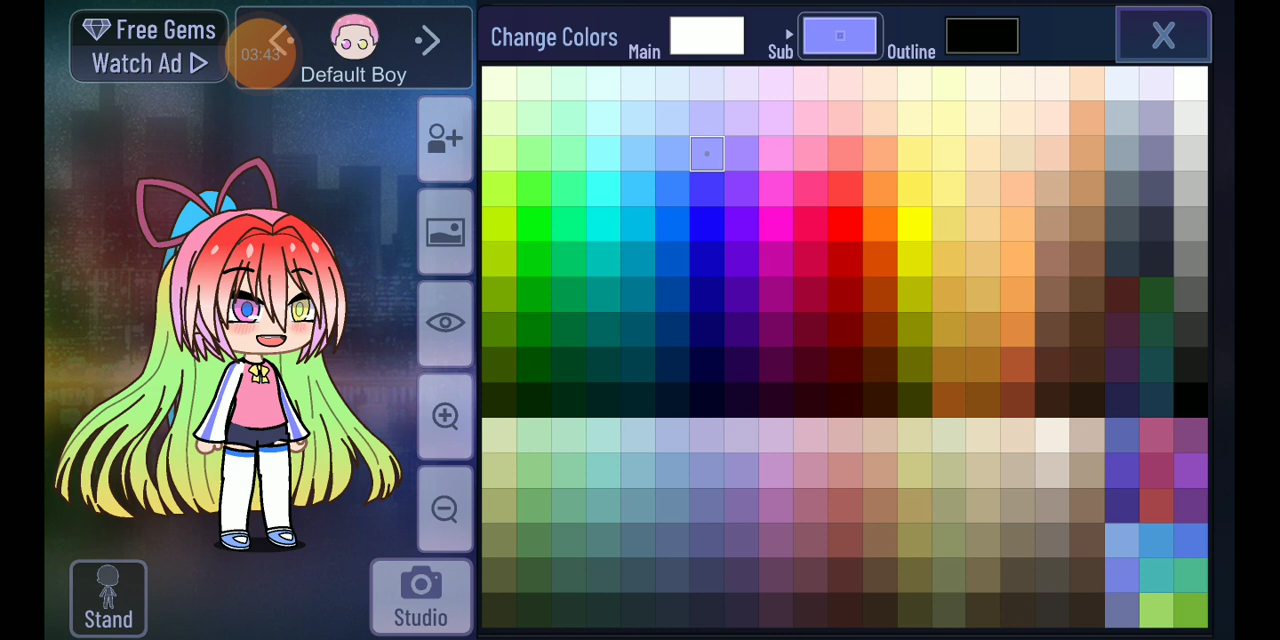 Free Gems
Watch Ad
03:43
Default Boy
Change Colors
Main
Sub
Outline
X
Stand
Studio